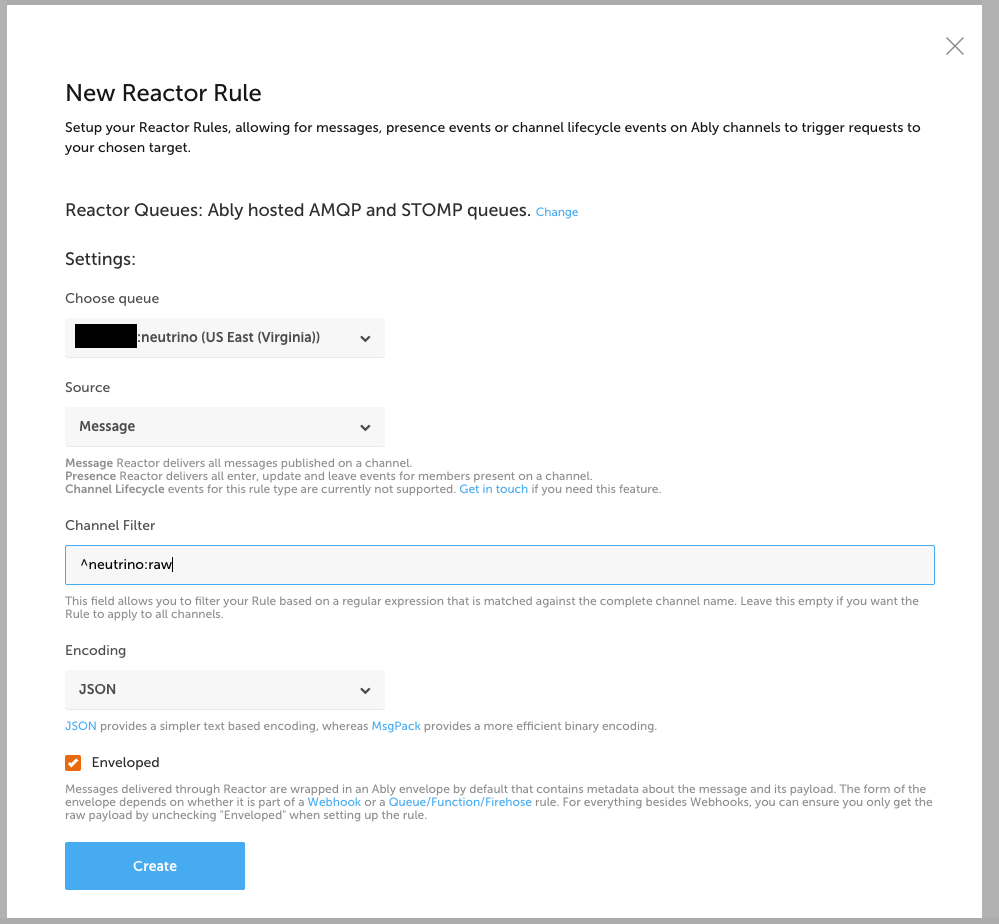 New Reactor Rule
Setup your Reactor Rules, allowing for messages, presence events or channel lifecycle events on Ably channels to trigger requests to
your chosen target.
Reactor Queues: Ably hosted AMQP and STOMP queues. Change
Settings:
Choose queue
:neutrino (US East (Virginia))
Source
Message
Message Reactor delivers all messages published on a channel.
Presence Reactor delivers all enter, update and leave events for members present on a channel.
Channel Lifecycle events for this rule type are currently not supported. Get in touch if you need this feature.
Channel Filter
^neutrino:raw
This field allows you to filter your Rule based on a regular expression that is matched against the complete channel name. Leave this empty if you want the
Rule to apply to all channels.
Encoding
JSON
JSON provides a simpler text based encoding, whereas MsgPack provides a more efficient binary encoding.
Enveloped
Messages delivered through Reactor are wrapped in an Ably envelope by default that contains metadata about the message and its payload. The form of the
envelope depends on whether it is part of a Webhook or a Queue/Function/Firehose rule. For everything besides Webhooks, you can ensure you only get the
raw payload by unchecking "Enveloped" when setting up the rule.
Create